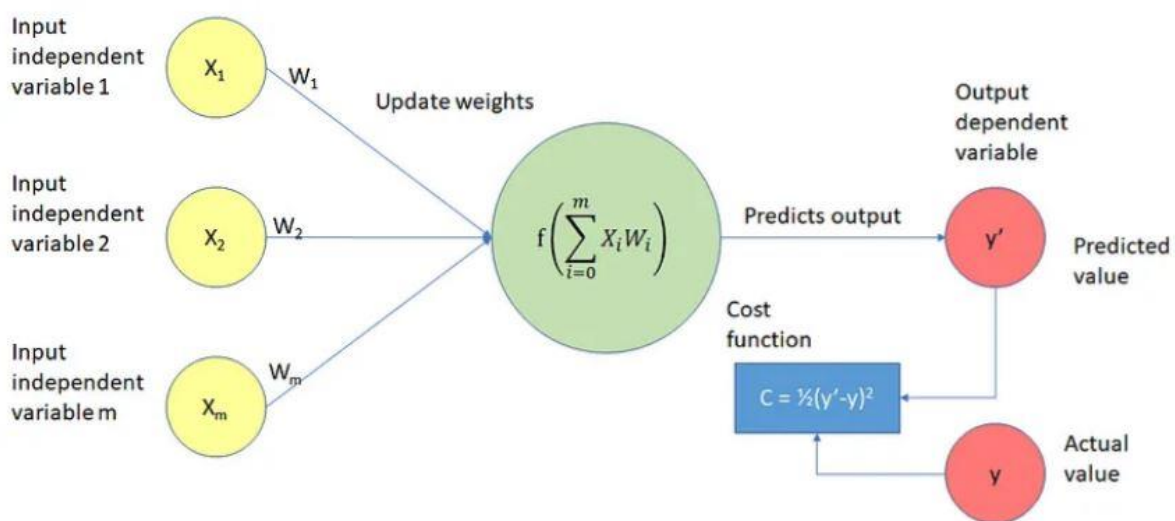 Input
independent
variable 1
X₁
W₁
Update weights
Output
dependent
variable
Input
independent
variable 2
X₂
W₂
f(∑ᵢ₌₀ᵐ XᵢWᵢ)
Predicts output
y’
Predicted
value
Cost
function
C = ½(y’-y)²
Input
independent
variable m
Xₘ
Wₘ
y
Actual
value